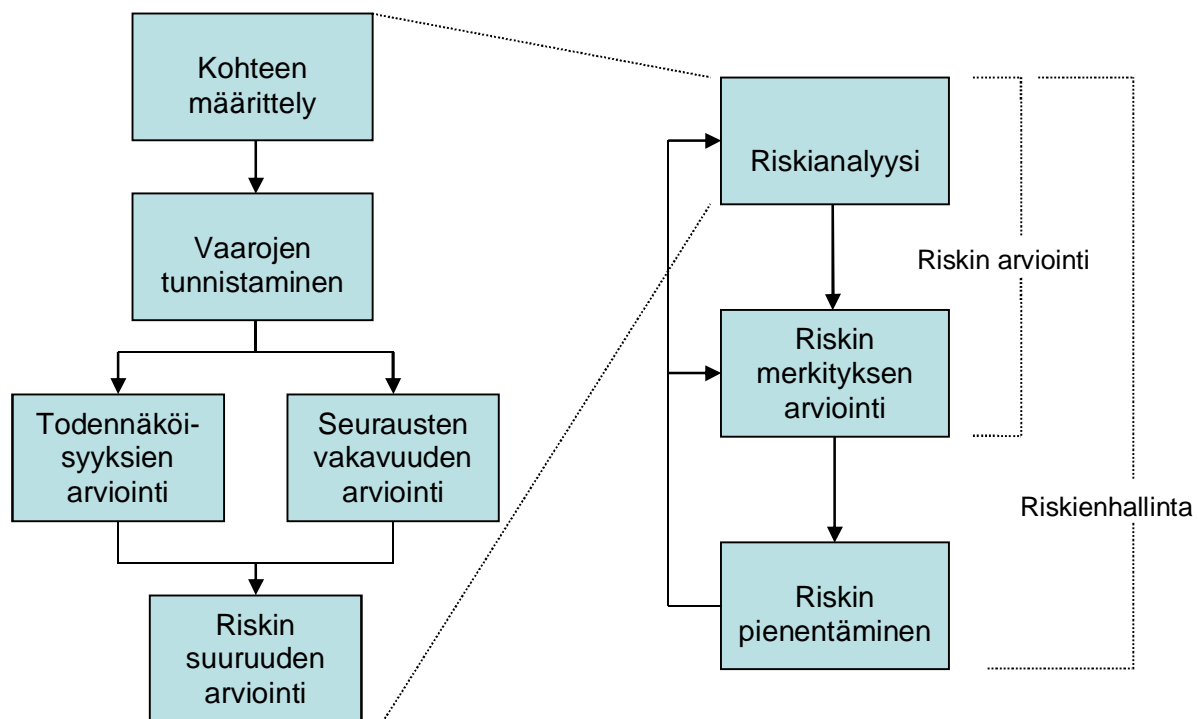 Kohteen
määrittely
Vaarojen
tunnistaminen
Todennäköi-
syyksien
arviointi
Seurausten
vakavuuden
arviointi
Riskin
suuruuden
arviointi
Riskianalyysi
Riskin arviointi
Riskin
merkityksen
arviointi
Riskienhallinta
Riskin
pienentäminen